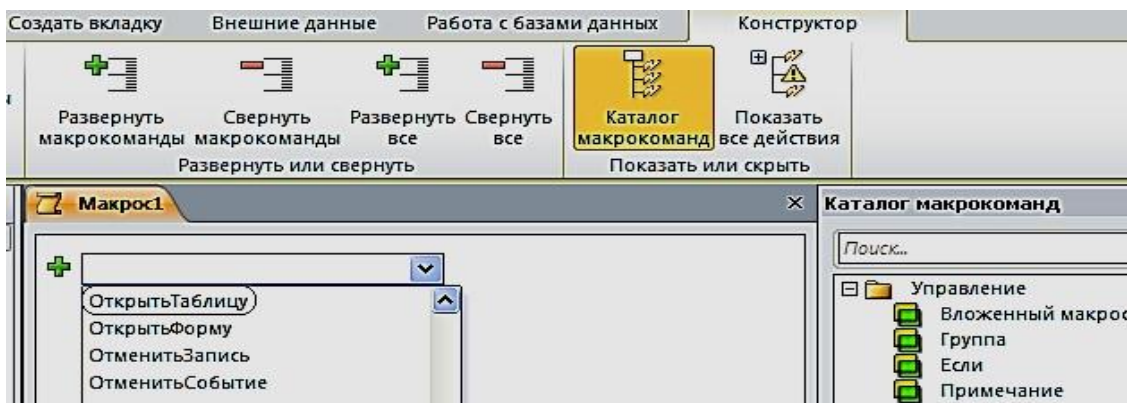 Создать вкладку Внешние данные Работа с базами данных Конструктор
Развернуть макрокоманды
Свернуть макрокоманды
Развернуть все
Свернуть все
Каталог макрокоманд
Показать все действия
Развернуть или свернуть
Показать или скрыть
Макрос1
ОткрытьТаблицу
ОткрытьФорму
ОтменитьЗапись
ОтменитьСобытие
Каталог макрокоманд
Поиск...
Управление
Вложенный макрос
Группа
Если
Примечание